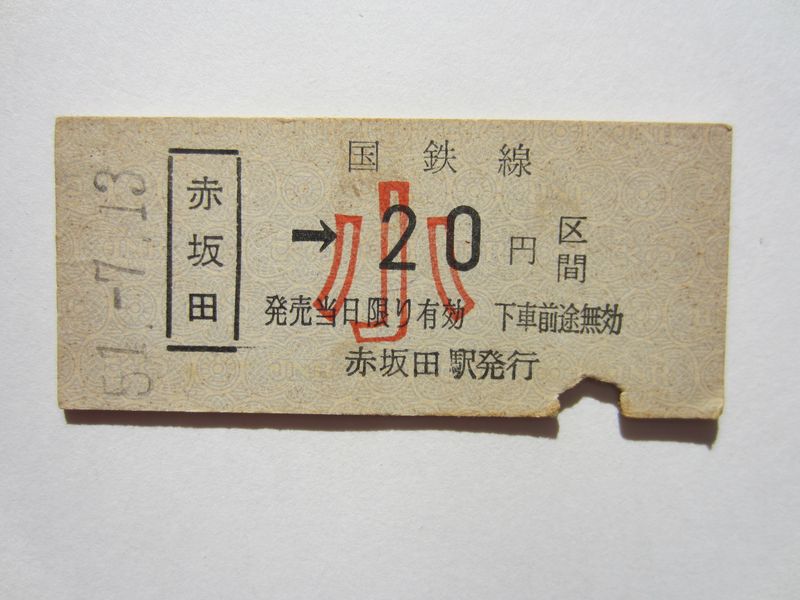 51.-7.13
赤坂田
国鉄線
小
→20円区間
発売当日限り有効 下車前途無効
赤坂田駅発行